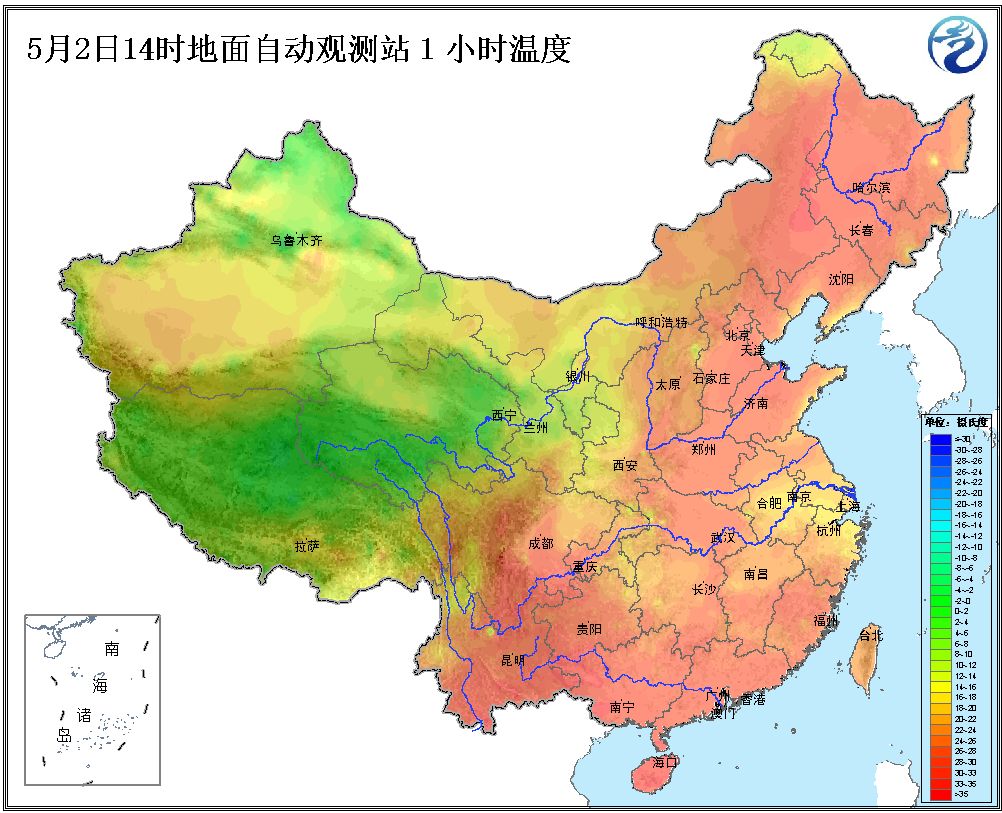 5月2日14时地面自动观测站 1 小时温度
哈尔滨
长春
乌鲁木齐
沈阳
呼和浩特
北京
天津
银川
太原
石家庄
济南
西宁
兰州
郑州
西安
合肥
南京
上海
杭州
拉萨
成都
武汉
重庆
南昌
长沙
贵阳
福州
台北
昆明
南宁
广州
香港
澳门
海口
南
海
诸
岛
单位：摄氏度
≤-30
-30~-28
-28~-26
-26~-24
-24~-22
-22~-20
-20~-18
-18~-16
-16~-14
-14~-12
-12~-10
-10~-8
-8~-6
-6~-4
-4~-2
-2~0
0~2
2~4
4~6
6~8
8~10
10~12
12~14
14~16
16~18
18~20
20~22
22~24
24~26
26~28
28~30
30~33
33~35
>35